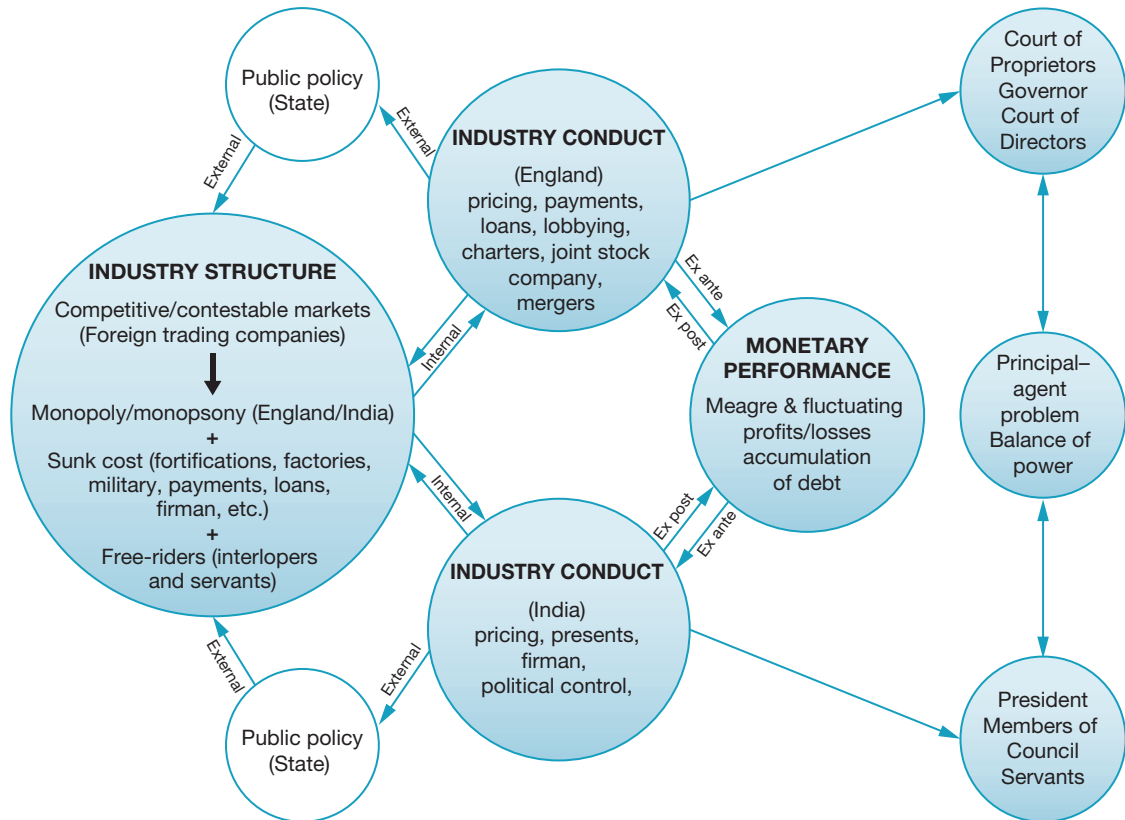 Public policy
(State)
External
External
INDUSTRY CONDUCT
(England)
pricing, payments,
loans, lobbying,
charters, joint stock
company,
mergers
Court of
Proprietors
Governor
Court of
Directors
INDUSTRY STRUCTURE
Competitive/contestable markets
(Foreign trading companies)
Monopoly/monopsony (England/India)
+
Sunk cost (fortifications, factories,
military, payments, loans,
firman, etc.)
+
Free-riders (interlopers
and servants)
Internal
Internal
Ex ante
Ex post
MONETARY
PERFORMANCE
Meagre & fluctuating
profits/losses
accumulation
of debt
Principal–
agent
problem
Balance of
power
Ex post
Ex ante
INDUSTRY CONDUCT
(India)
pricing, presents,
firman,
political control,
External
External
Public policy
(State)
President
Members of
Council
Servants